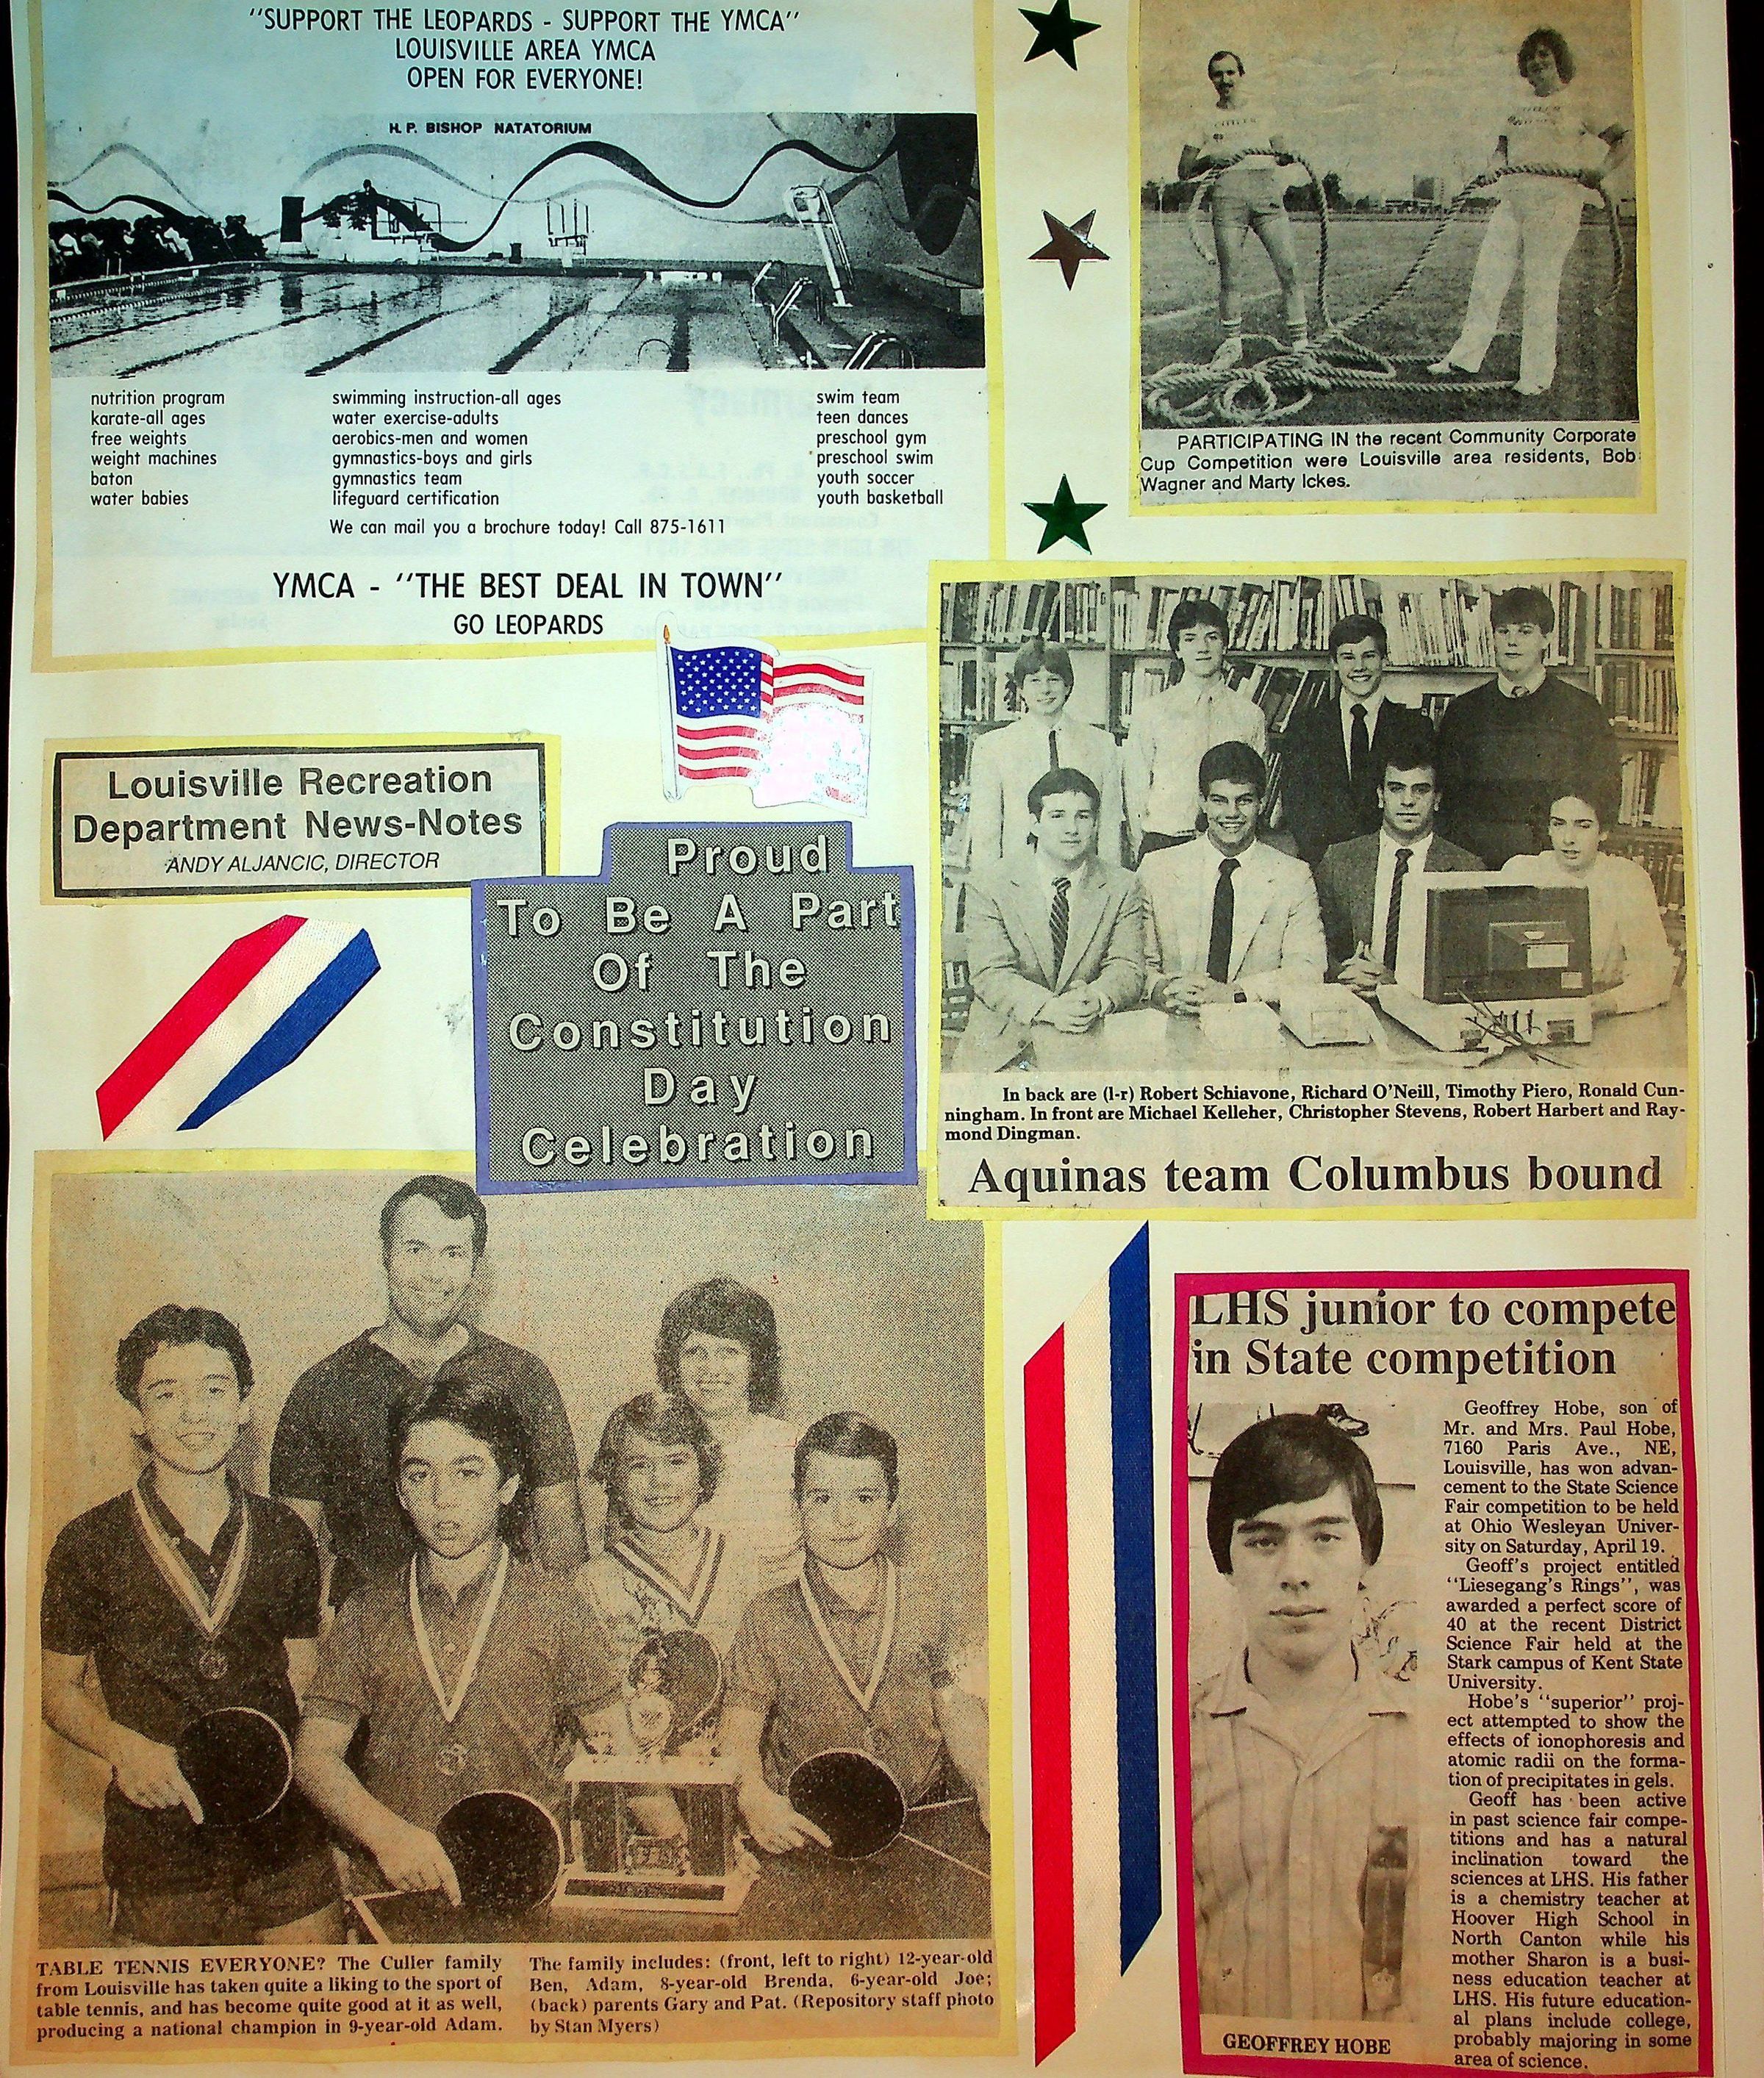 "SUPPORT THE LEOPARDS - SUPPORT THE YMCA"
LOUISVILLE AREA YMCA
OPEN FOR EVERYONE!
H. P. BISHOP NATATORIUM
nutrition program
karate-all ages
free weights
weight machines
baton
water babies
swimming instruction-all ages
water exercise-adults
aerobics-men and women
gymnastics-boys and girls
gymnastics team
lifeguard certification
swim team
teen dances
preschool gym
preschool swim
youth soccer
youth basketball
We can mail you a brochure today! Call 875-1611
YMCA - "THE BEST DEAL IN TOWN"
GO LEOPARDS
PARTICIPATING IN the recent Community Corporate
Cup Competition were Louisville area residents, Bob
Wagner and Marty Ickes.
Louisville Recreation
Department News-Notes
ANDY ALJANCIC, DIRECTOR
Proud
To Be A Part
Of The
Constitution
Day
Celebration
In back are (l-r) Robert Schiavone, Richard O'Neill, Timothy Piero, Ronald Cun-
ningham. In front are Michael Kelleher, Christopher Stevens, Robert Harbert and Ray-
mond Dingman.
Aquinas team Columbus bound
TABLE TENNIS EVERYONE? The Culler family
from Louisville has taken quite a liking to the sport of
table tennis, and has become quite good at it as well,
producing a national champion in 9-year-old Adam.
The family includes: (front, left to right) 12-year-old
Ben, Adam, 8-year-old Brenda, 6-year-old Joe;
(back) parents Gary and Pat. (Repository staff photo
by Stan Myers)
LHS junior to compete
in State competition
Geoffrey Hobe, son of
Mr. and Mrs. Paul Hobe,
7160 Paris Ave., NE,
Louisville, has won advan-
cement to the State Science
Fair competition to be held
at Ohio Wesleyan Univer-
sity on Saturday, April 19.
Geoff's project entitled
"Liesegang's Rings", was
awarded a perfect score of
40 at the recent District
Science Fair held at the
Stark campus of Kent State
University.
Hobe's "superior" proj-
ect attempted to show the
effects of ionophoresis and
atomic radii on the forma-
tion of precipitates in gels.
Geoff has been active
in past science fair compe-
titions and has a natural
inclination toward the
sciences at LHS. His father
is a chemistry teacher at
Hoover High School in
North Canton while his
mother Sharon is a busi-
ness education teacher at
LHS. His future education-
al plans include college,
probably majoring in some
area of science.
GEOFFREY HOBE